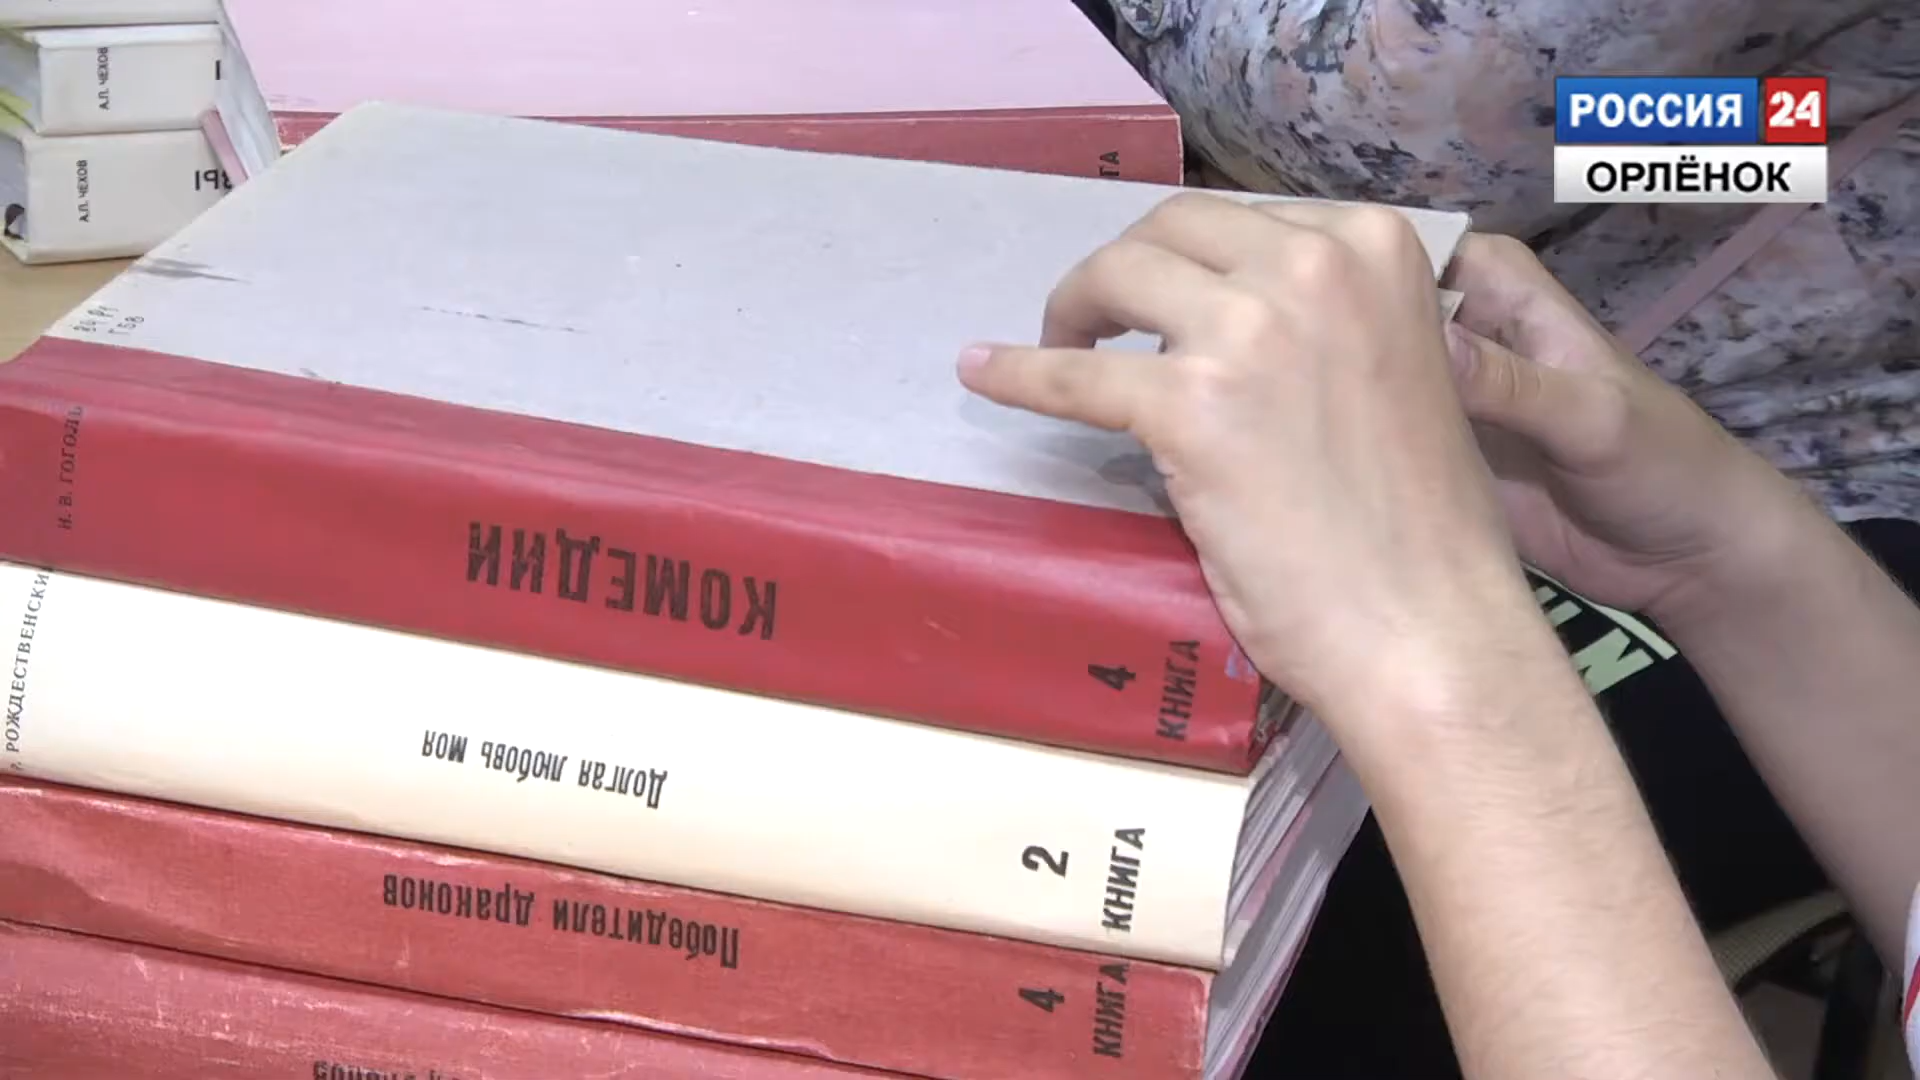 РОССИЯ 24
ОРЛЁНОК
А.П. ЧЕХОВ
А.П. ЧЕХОВ
Н. В. ГОГОЛЬ
КОМЕДИИ
4
КНИГА
Р. РОЖДЕСТВЕНСКИЙ
Долгая любовь моя
2
КНИГА
Победители драконов
4
КНИГА